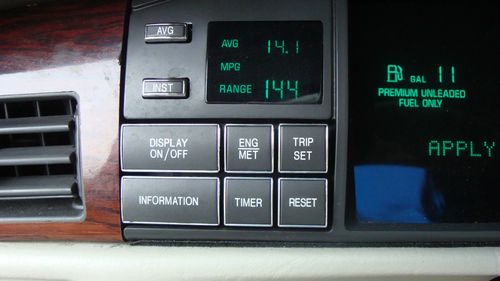 AVG
INST
AVG 14.1
MPG
RANGE 144
DISPLAY
ON/OFF
ENG
MET
TRIP
SET
INFORMATION
TIMER
RESET
GAL 11
PREMIUM UNLEADED
FUEL ONLY
APPLY